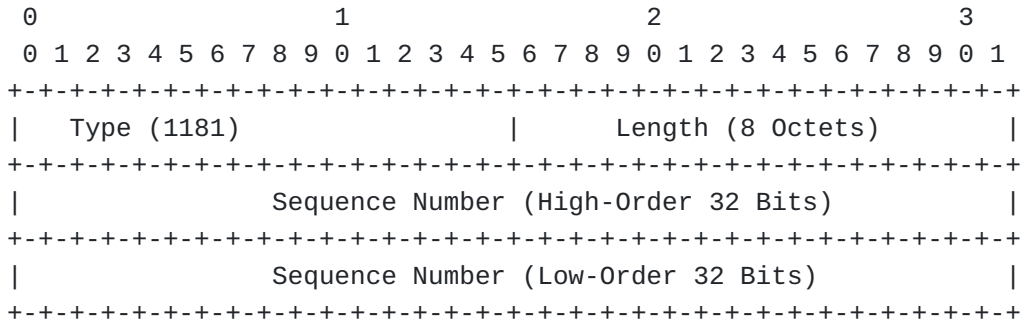 0                   1                   2                   3
0 1 2 3 4 5 6 7 8 9 0 1 2 3 4 5 6 7 8 9 0 1 2 3 4 5 6 7 8 9 0 1
+-+-+-+-+-+-+-+-+-+-+-+-+-+-+-+-+-+-+-+-+-+-+-+-+-+-+-+-+-+-+-+-+
|   Type (1181)                 |      Length (8 Octets)        |
+-+-+-+-+-+-+-+-+-+-+-+-+-+-+-+-+-+-+-+-+-+-+-+-+-+-+-+-+-+-+-+-+
|                Sequence Number (High-Order 32 Bits)           |
+-+-+-+-+-+-+-+-+-+-+-+-+-+-+-+-+-+-+-+-+-+-+-+-+-+-+-+-+-+-+-+-+
|                Sequence Number (Low-Order 32 Bits)            |
+-+-+-+-+-+-+-+-+-+-+-+-+-+-+-+-+-+-+-+-+-+-+-+-+-+-+-+-+-+-+-+-+